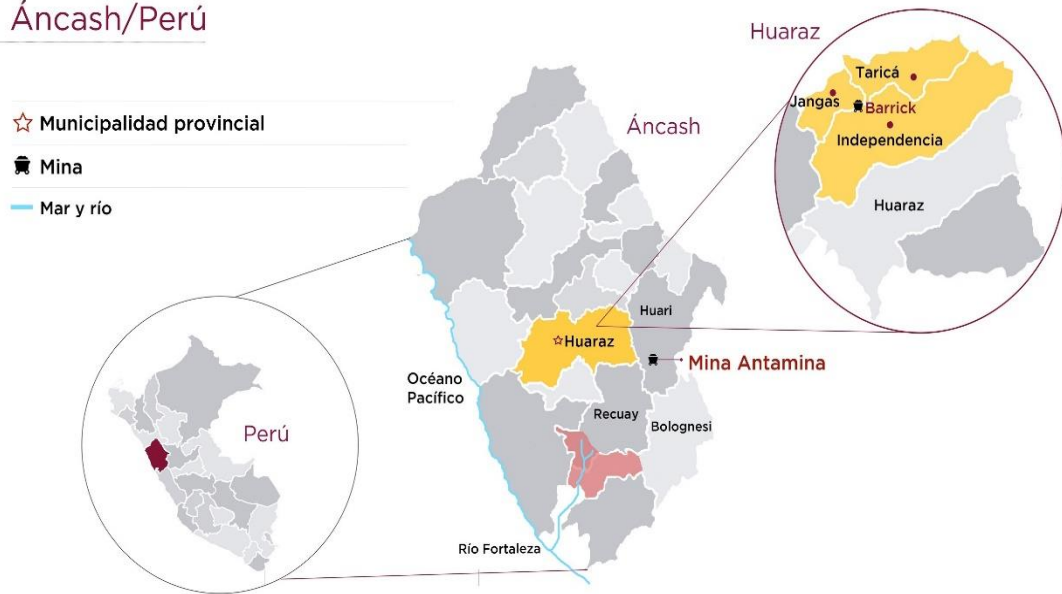 Áncash/Perú
Municipalidad provincial
Mina
Mar y río
Huaraz
Taricá
Jangas
Barrick
Independencia
Huaraz
Áncash
Huari
Huaraz
Mina Antamina
Océano
Pacífico
Recuay
Bolognesi
Perú
Río Fortaleza